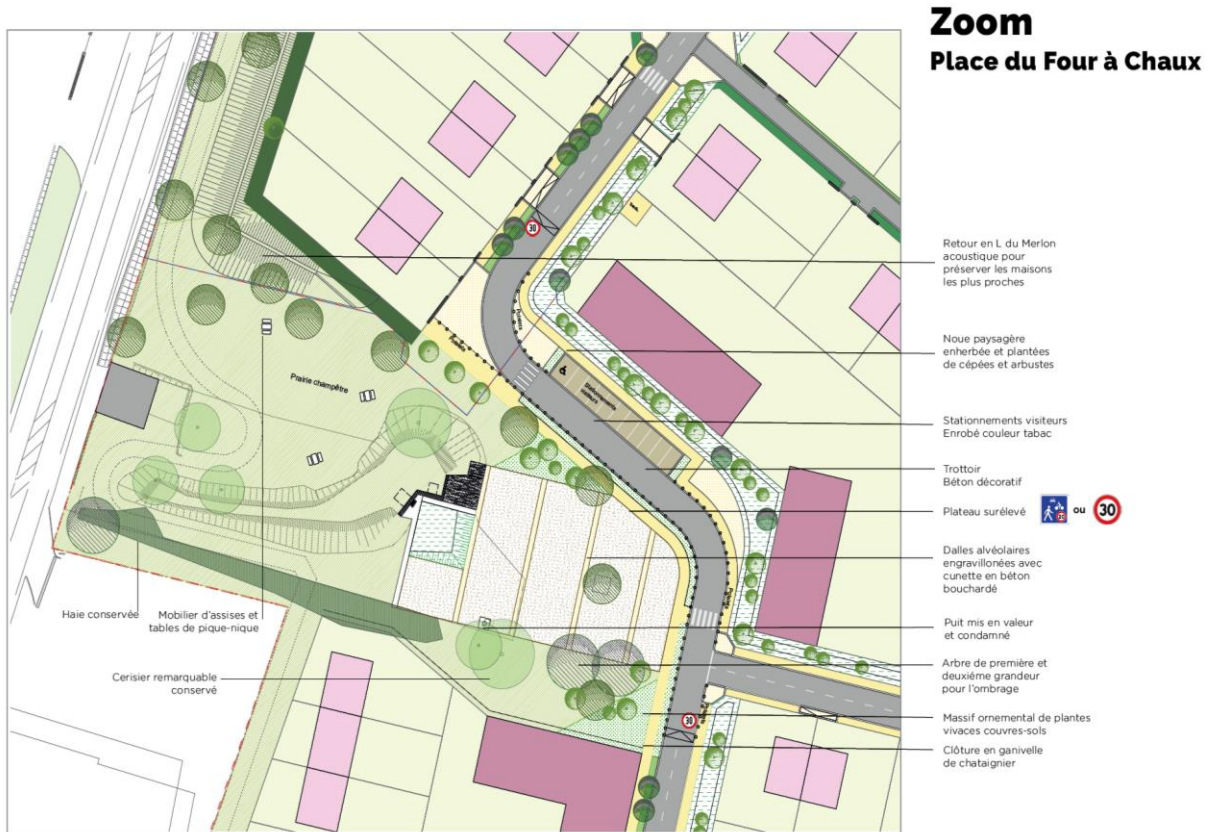 Zoom
Place du Four à Chaux
Retour en L du Merlon
acoustique pour
préserver les maisons
les plus proches
Noue paysagère
enherbée et plantées
de cépées et arbustes
Stationnements visiteurs
Enrobé couleur tabac
Trottoir
Béton décoratif
Plateau surélevé
ou
30
Dalles alvéolaires
engravillonées avec
cunette en béton
bouchardé
Puit mis en valeur
et condamné
Arbre de première et
deuxième grandeur
pour l'ombrage
Massif ornemental de plantes
vivaces couvres-sols
Clôture en ganivelle
de chataignier
Haie conservée
Mobilier d'assises et
tables de pique-nique
Cerisier remarquable
conservé
Prairie champêtre
Stationnements
visiteurs
30
30